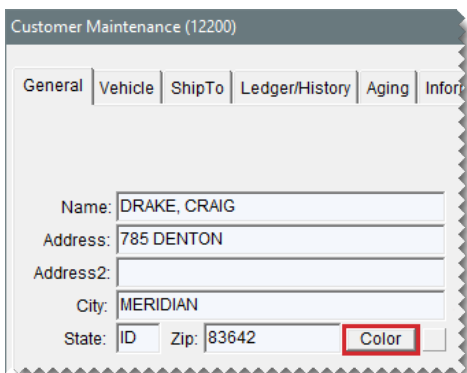 Customer Maintenance (12200)
General Vehicle ShipTo Ledger/History Aging
Name: DRAKE, CRAIG
Address: 785 DENTON
Address2:
City: MERIDIAN
State: ID Zip: 83642 Color